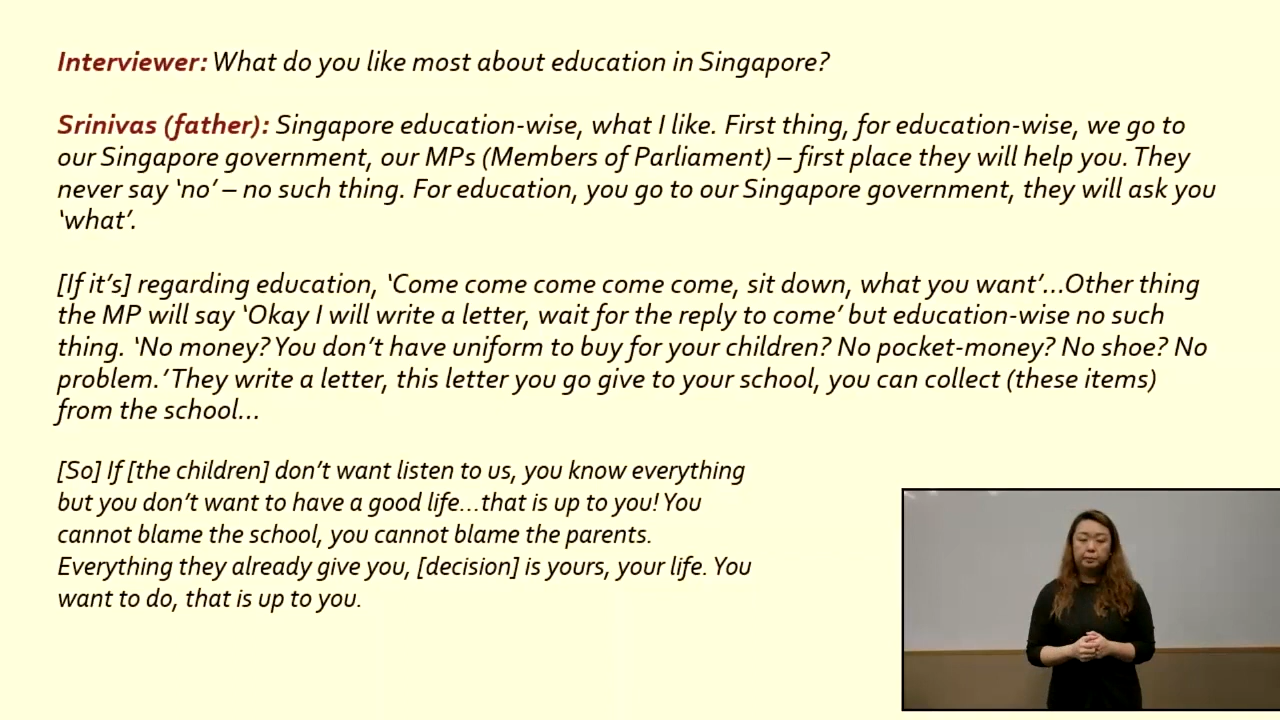 Interviewer: What do you like most about education in Singapore?
Srinivas (father): Singapore education-wise, what I like. First thing, for education-wise, we go to
our Singapore government, our MPs (Members of Parliament) – first place they will help you. They
never say ‘no’ – no such thing. For education, you go to our Singapore government, they will ask you
‘what’.
[If it’s] regarding education, ‘Come come come come come, sit down, what you want’…Other thing
the MP will say ‘Okay I will write a letter, wait for the reply to come’ but education-wise no such
thing. ‘No money? You don’t have uniform to buy for your children? No pocket-money? No shoe? No
problem.’ They write a letter, this letter you go give to your school, you can collect (these items)
from the school…
[So] If [the children] don’t want listen to us, you know everything
but you don’t want to have a good life…that is up to you! You
cannot blame the school, you cannot blame the parents.
Everything they already give you, [decision] is yours, your life. You
want to do, that is up to you.